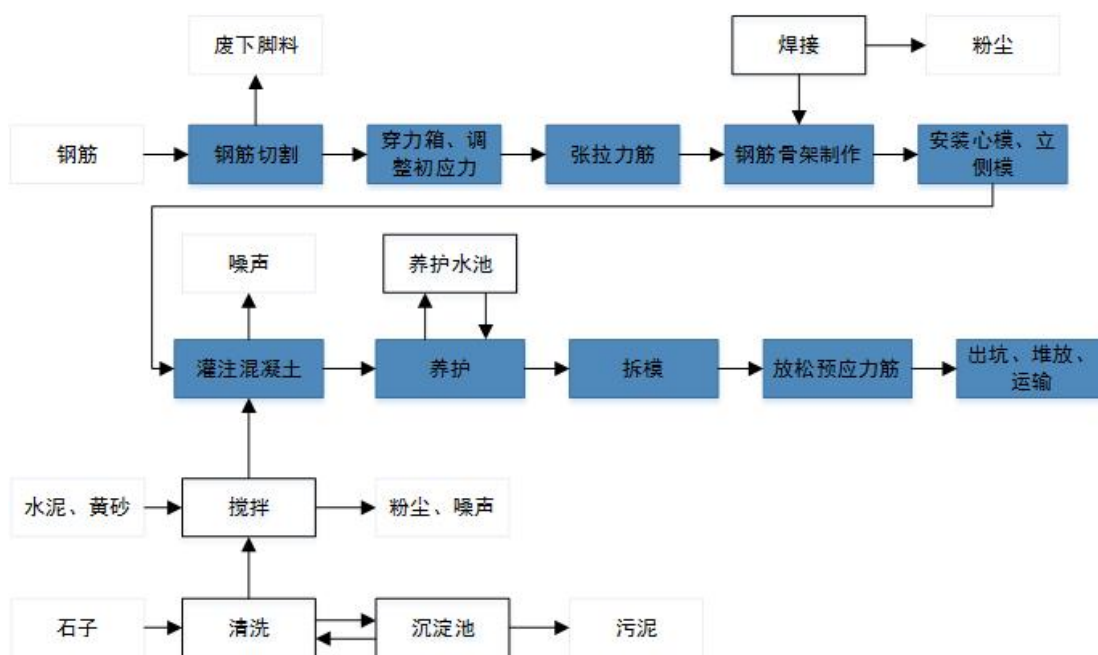 废下脚料
焊接
粉尘
钢筋
钢筋切割
穿力箱、调
整初应力
张拉力筋
钢筋骨架制作
安装心模、立
侧模
噪声
养护水池
灌注混凝土
养护
拆模
放松预应力筋
出坑、堆放、
运输
水泥、黄砂
搅拌
粉尘、噪声
石子
清洗
沉淀池
污泥